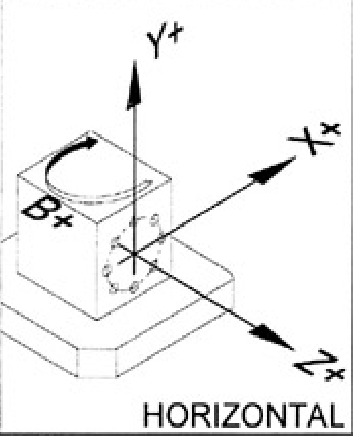 Y+
X+
B+
Z+
HORIZONTAL